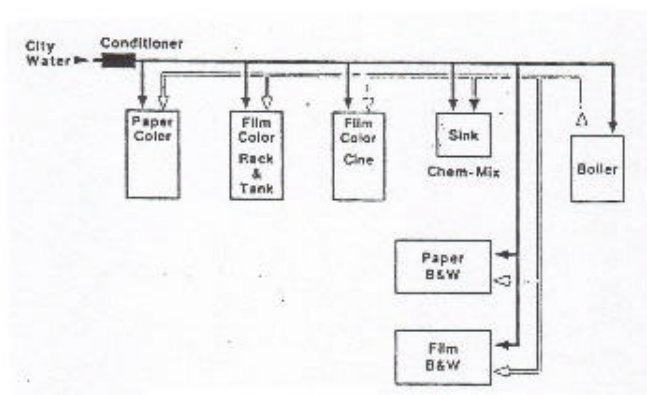 City
Water
Conditioner
Paper
Color
Film
Color
Rack
&
Tank
Film
Color
Cine
Sink
Chem-Mix
Boiler
Paper
B&W
Film
B&W